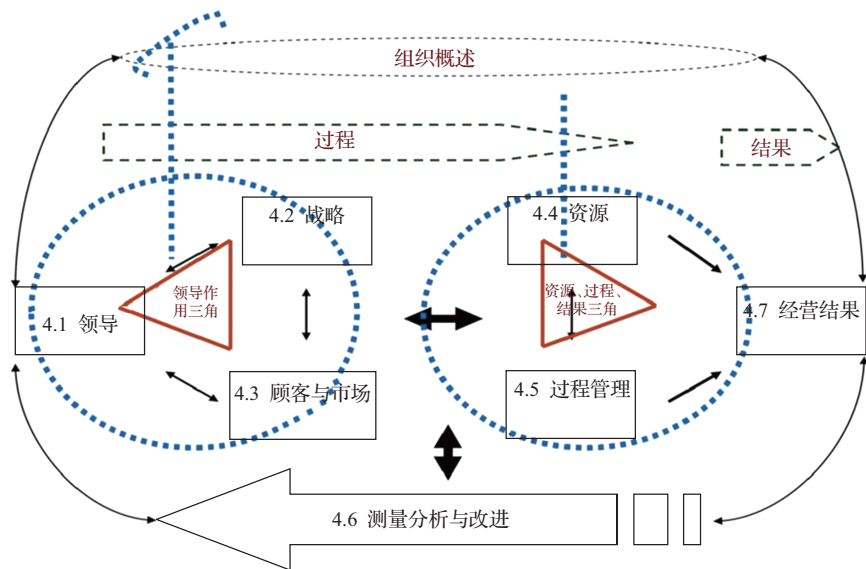 组织概述
过程
结果
4.2 战略
4.4 资源
领导作
用三角
资源、过程、
结果三角
4.1 领导
4.7 经营结果
4.3 顾客与市场
4.5 过程管理
4.6 测量分析与改进